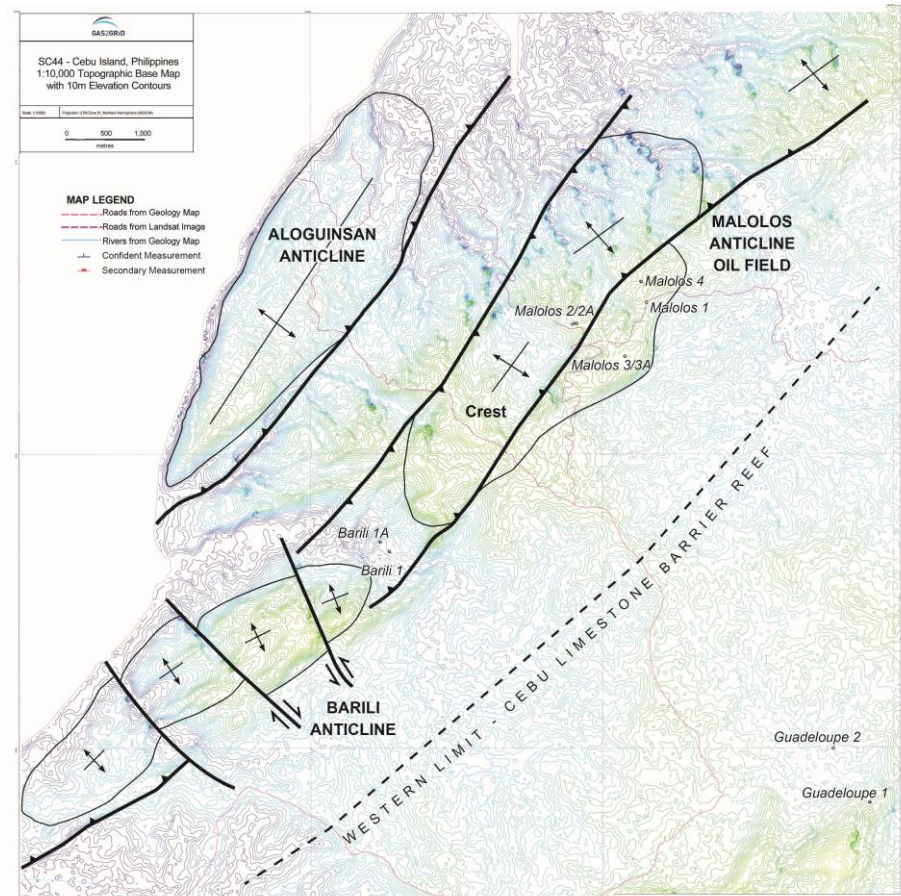 GAS2GRID
SC44 - Cebu Island, Philippines
1:10,000 Topographic Base Map
with 10m Elevation Contours
0 500 1,000
metres
MAP LEGEND
Roads from Geology Map
Roads from Landsat Image
Rivers from Geology Map
Confident Measurement
Secondary Measurement
ALOGUINSAN
ANTICLINE
MALOLOS
ANTICLINE
OIL FIELD
Malolos 4
Malolos 1
Malolos 2/2A
Malolos 3/3A
Crest
Barili 1A
Barili 1
BARILI
ANTICLINE
WESTERN LIMIT - CEBU LIMESTONE BARRIER REEF
Guadeloupe 2
Guadeloupe 1